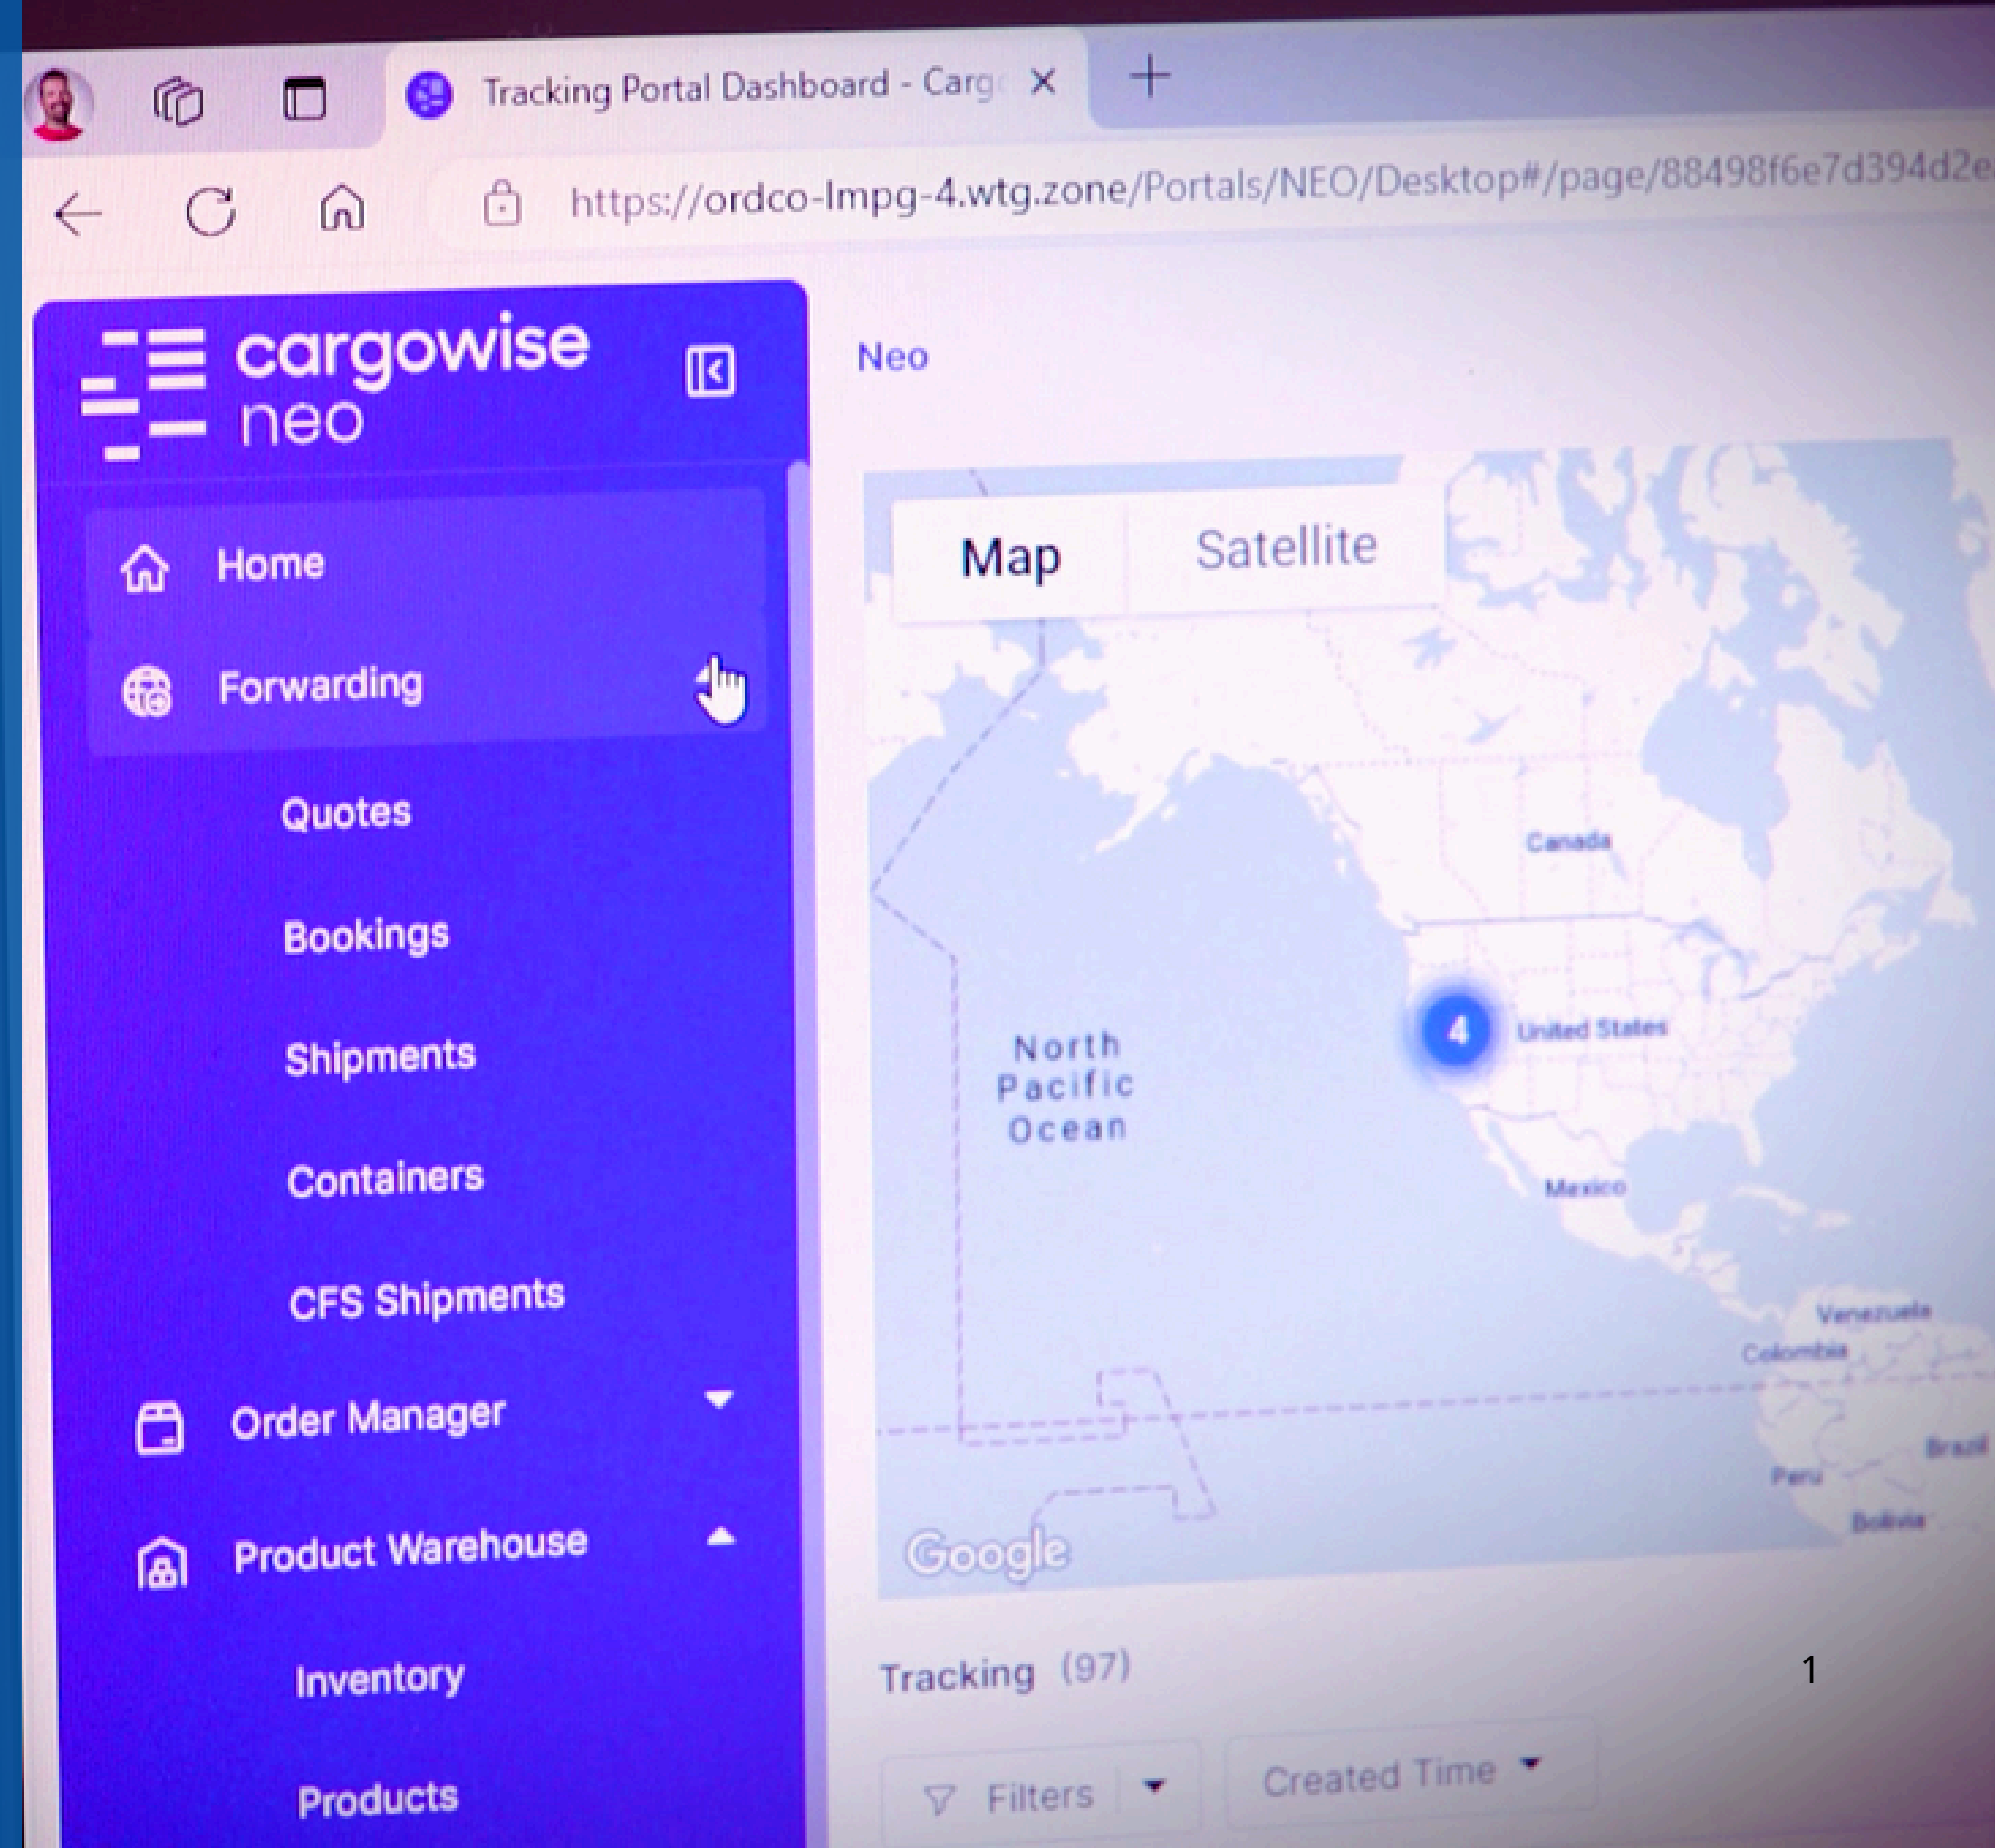 Tracking Portal Dashboard - Carg
https://ordco-lmpg-4.wtg.zone/Portals/NEO/Desktop#/page/88498f6e7d394d2e
cargowise
neo
Neo
Home
Forwarding
Quotes
Bookings
Shipments
Containers
CFS Shipments
Order Manager
Product Warehouse
Inventory
Products
Map
Satellite
Canada
4
United States
North
Pacific
Ocean
Mexico
Venezuela
Colombia
Brazil
Peru
Bolivia
Google
Tracking (97)
1
Filters
Created Time